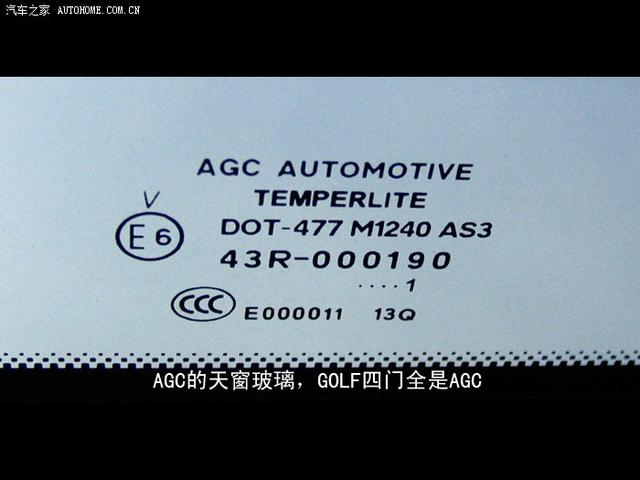 汽车之家 AUTOHOME.COM.CN
AGC AUTOMOTIVE
TEMPERLITE
V
E6
DOT-477 M1240 AS3
43R-000190
....1
CCC E000011 13Q
AGC的天窗玻璃，GOLF四门全是AGC